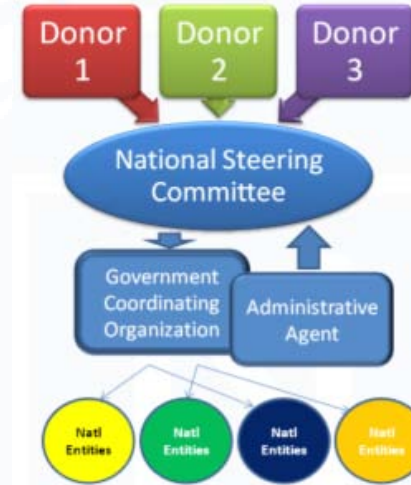 Donor
1
Donor
2
Donor
3
National Steering
Committee
Government
Coordinating
Organization
Administrative
Agent
Natl
Entities
Natl
Entities
Natl
Entities
Natl
Entities